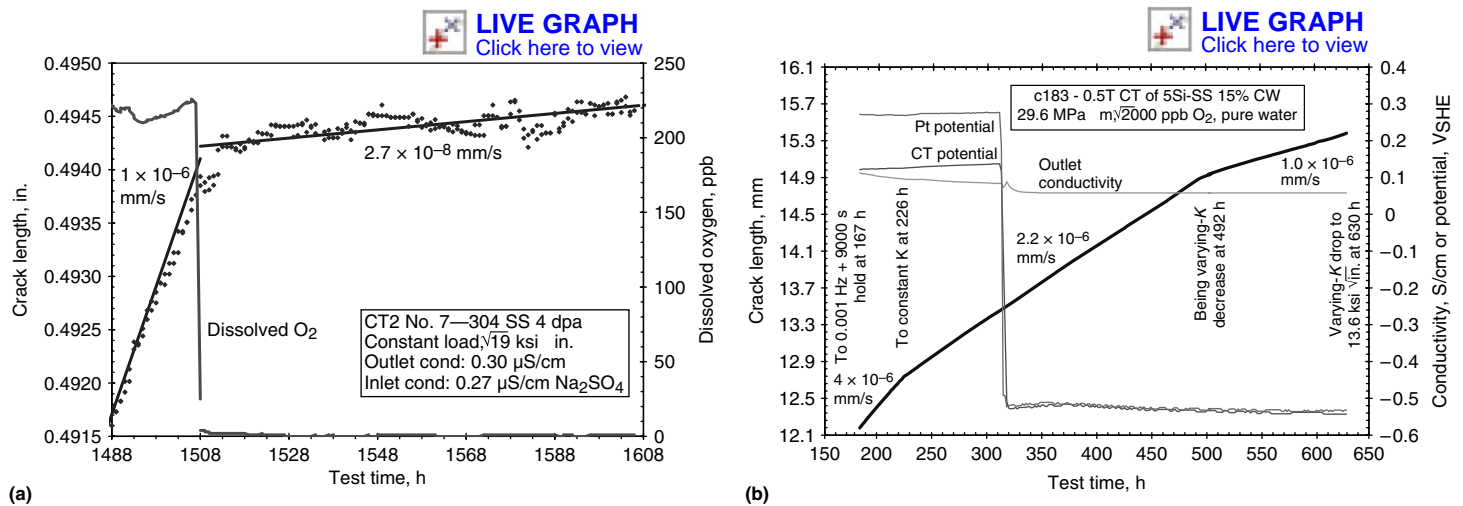 LIVE GRAPH
Click here to view
0.4950
0.4945
0.4940
0.4935
0.4930
0.4925
0.4920
0.4915
Crack length, in.
250
200
150
100
50
0
Dissolved oxygen, ppb
1 × 10⁻⁶
mm/s
2.7 × 10⁻⁸ mm/s
Dissolved O₂
CT2 No. 7—304 SS 4 dpa
Constant load,√19 ksi in.
Outlet cond: 0.30 µS/cm
Inlet cond: 0.27 µS/cm Na₂SO₄
1488 1508 1528 1548 1568 1588 1608
Test time, h
(a)
LIVE GRAPH
Click here to view
16.1
15.7
15.3
14.9
14.5
14.1
13.7
13.3
12.9
12.5
12.1
Crack length, mm
0.4
0.3
0.2
0.1
0
−0.1
−0.2
−0.3
−0.4
−0.5
−0.6
Conductivity, S/cm or potential, VSHE
c183 - 0.5T CT of 5Si-SS 15% CW
29.6 MPa m,√2000 ppb O₂, pure water
Pt potential
CT potential
Outlet
conductivity
1.0 × 10⁻⁶
mm/s
2.2 × 10⁻⁶
mm/s
4 × 10⁻⁶
mm/s
To 0.001 Hz + 9000 s
hold at 167 h
To constant K at 226 h
Being varying-K
decrease at 492 h
Varying-K drop to
13.6 ksi √in. at 630 h
150 200 250 300 350 400 450 500 550 600 650
Test time, h
(b)